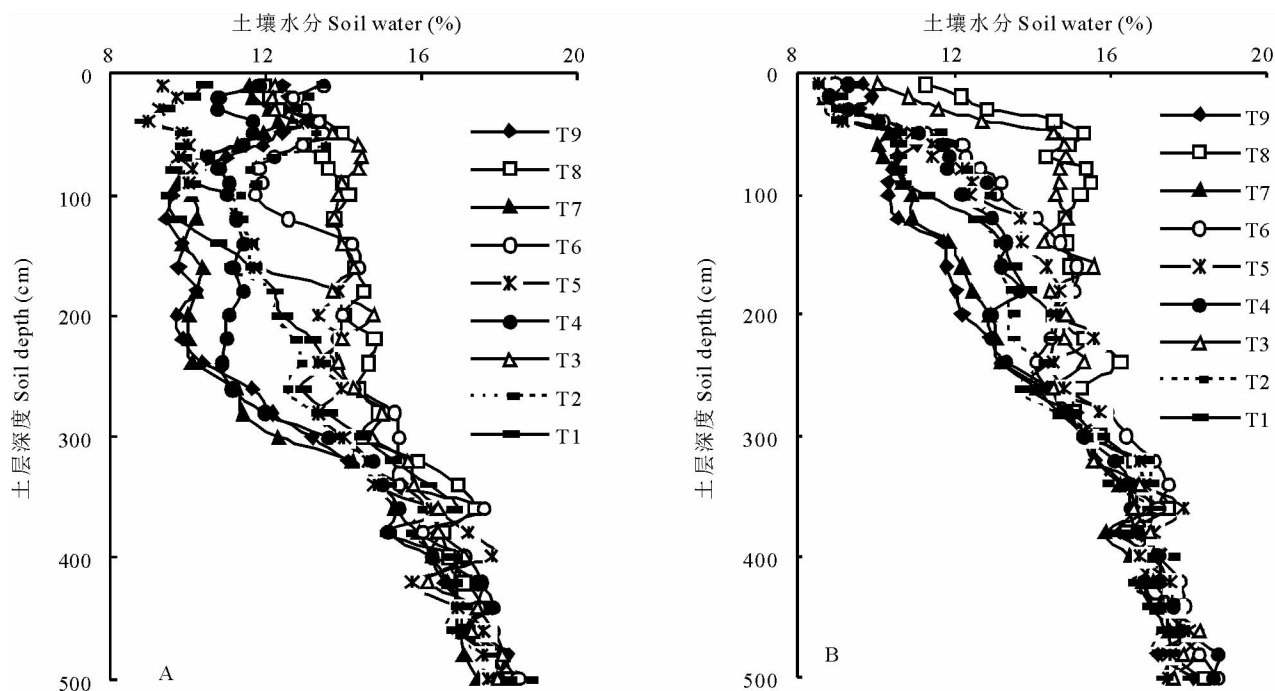 土壤水分 Soil water (%)
8 12 16 20
0
100
200
300
400
500
土层深度 Soil depth (cm)
T9
T8
T7
T6
T5
T4
T3
T2
T1
A
土壤水分 Soil water (%)
8 12 16 20
0
100
200
300
400
500
土层深度 Soil depth (cm)
T9
T8
T7
T6
T5
T4
T3
T2
T1
B